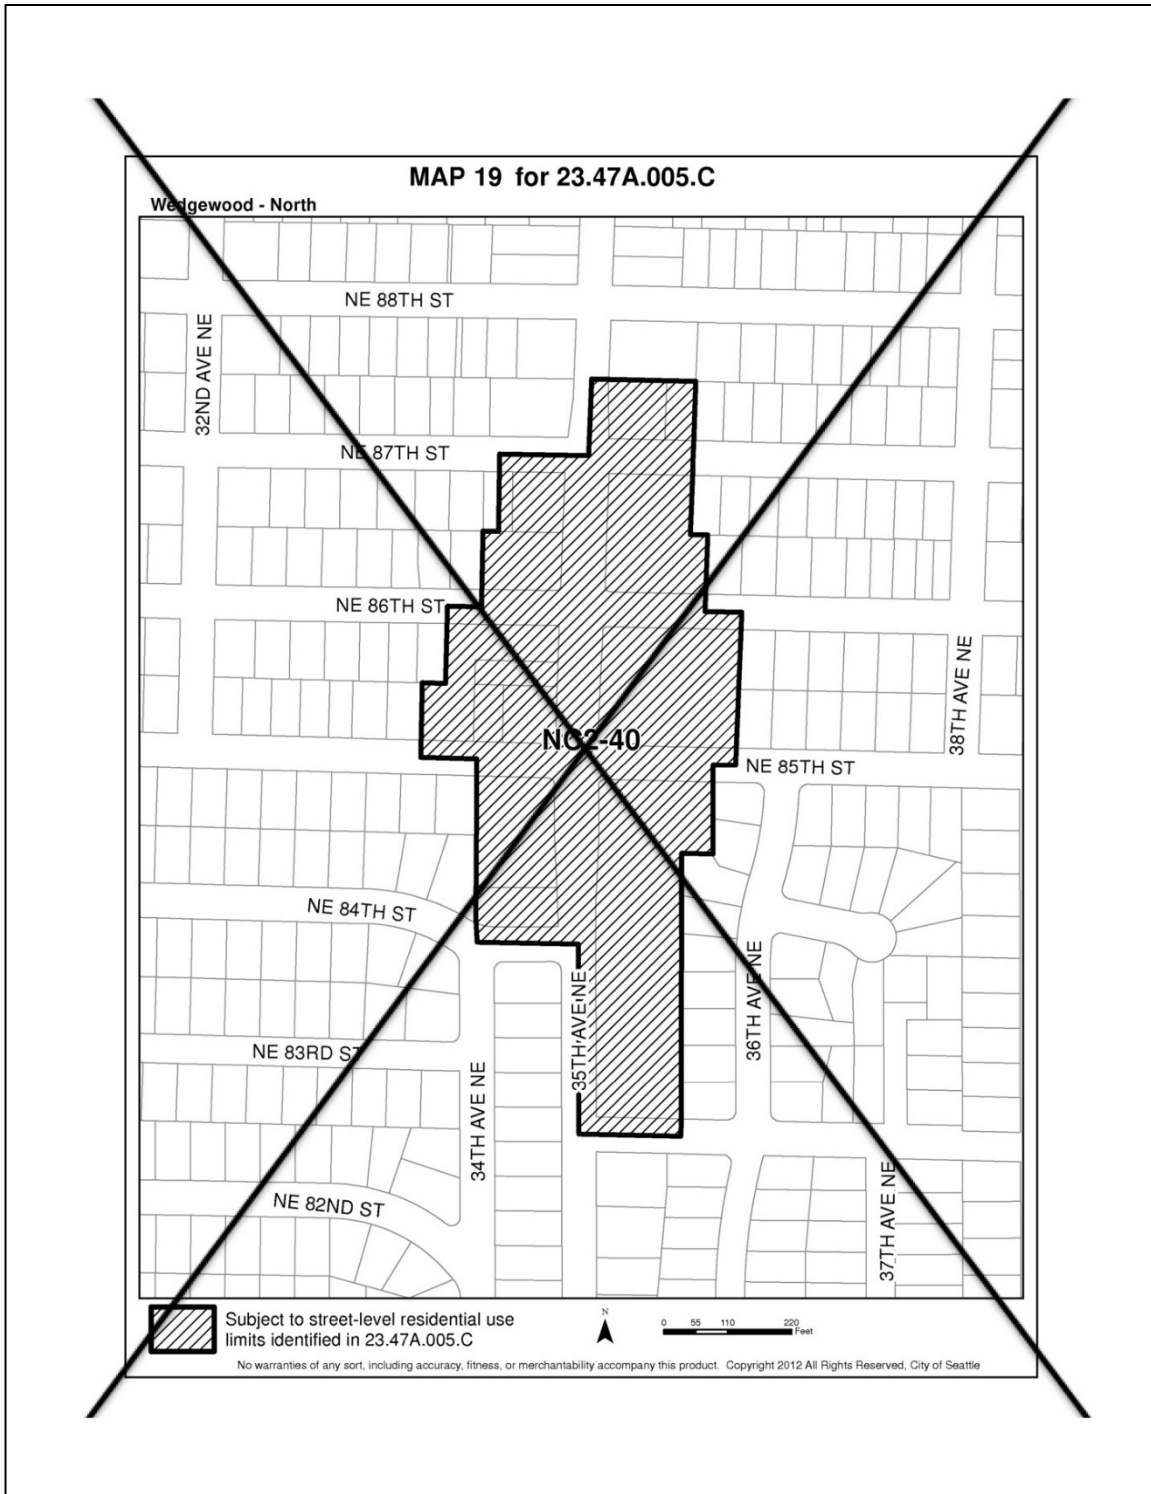 MAP 19 for 23.47A.005.C
Wedgewood - North
NE 88TH ST
32ND AVE NE
NE 87TH ST
NE 86TH ST
38TH AVE NE
NC2-40
NE 85TH ST
NE 84TH ST
36TH AVE NE
35TH AVE NE
NE 83RD ST
34TH AVE NE
37TH AVE NE
NE 82ND ST
Subject to street-level residential use
limits identified in 23.47A.005.C
N
0 55 110 220
Feet
No warranties of any sort, including accuracy, fitness, or merchantability accompany this product. Copyright 2012 All Rights Reserved, City of Seattle